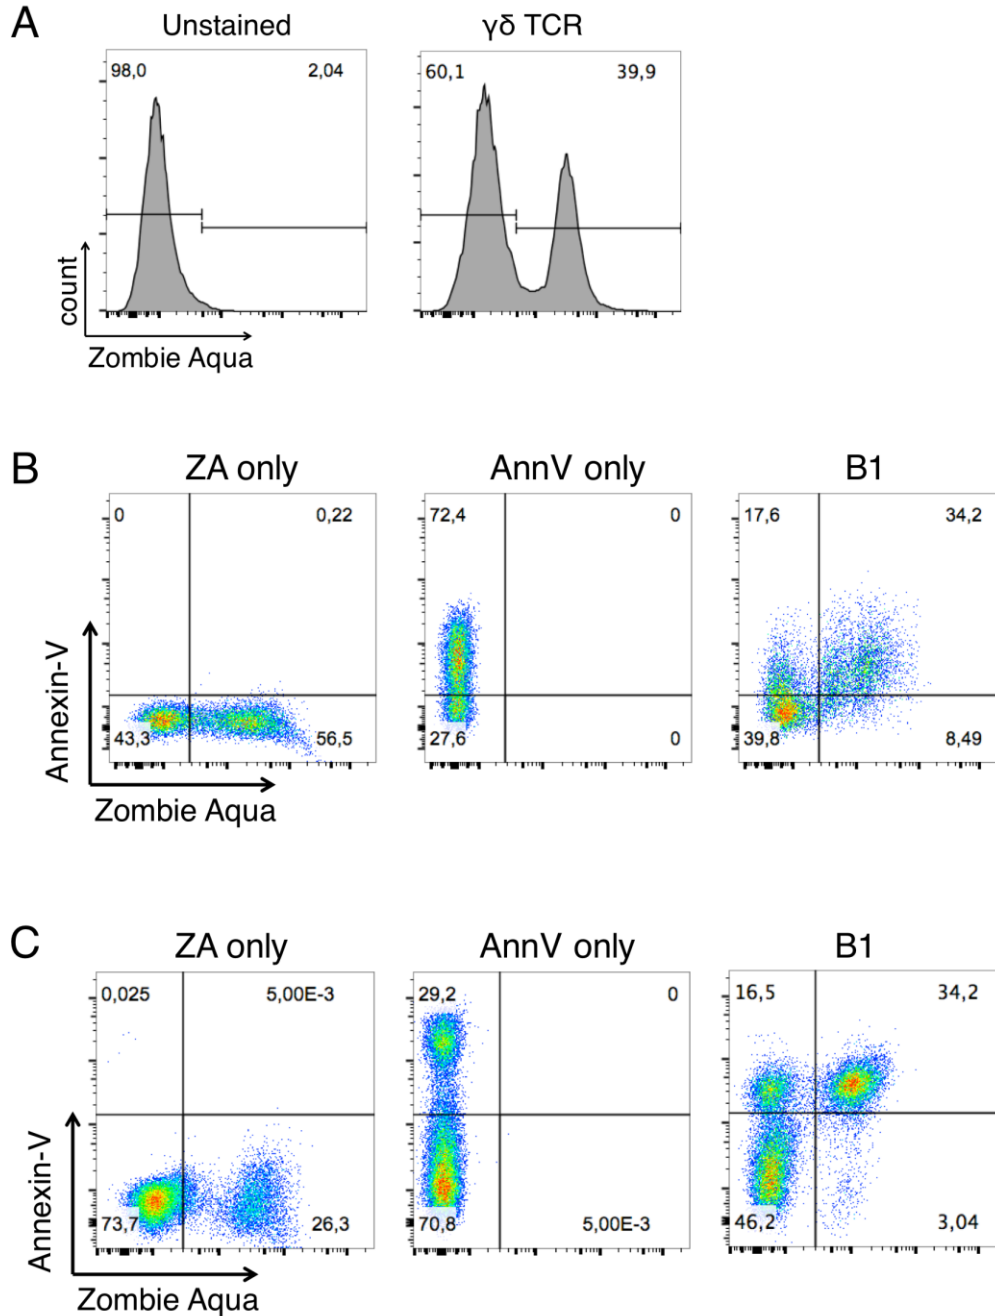 A
Unstained
γδ TCR
98,0
2,04
60,1
39,9
count
Zombie Aqua
B
ZA only
AnnV only
B1
0
0,22
72,4
0
17,6
34,2
43,3
56,5
27,6
0
39,8
8,49
Annexin-V
Zombie Aqua
C
ZA only
AnnV only
B1
0,025
5,00E-3
29,2
0
16,5
34,2
73,7
26,3
70,8
5,00E-3
46,2
3,04
Annexin-V
Zombie Aqua